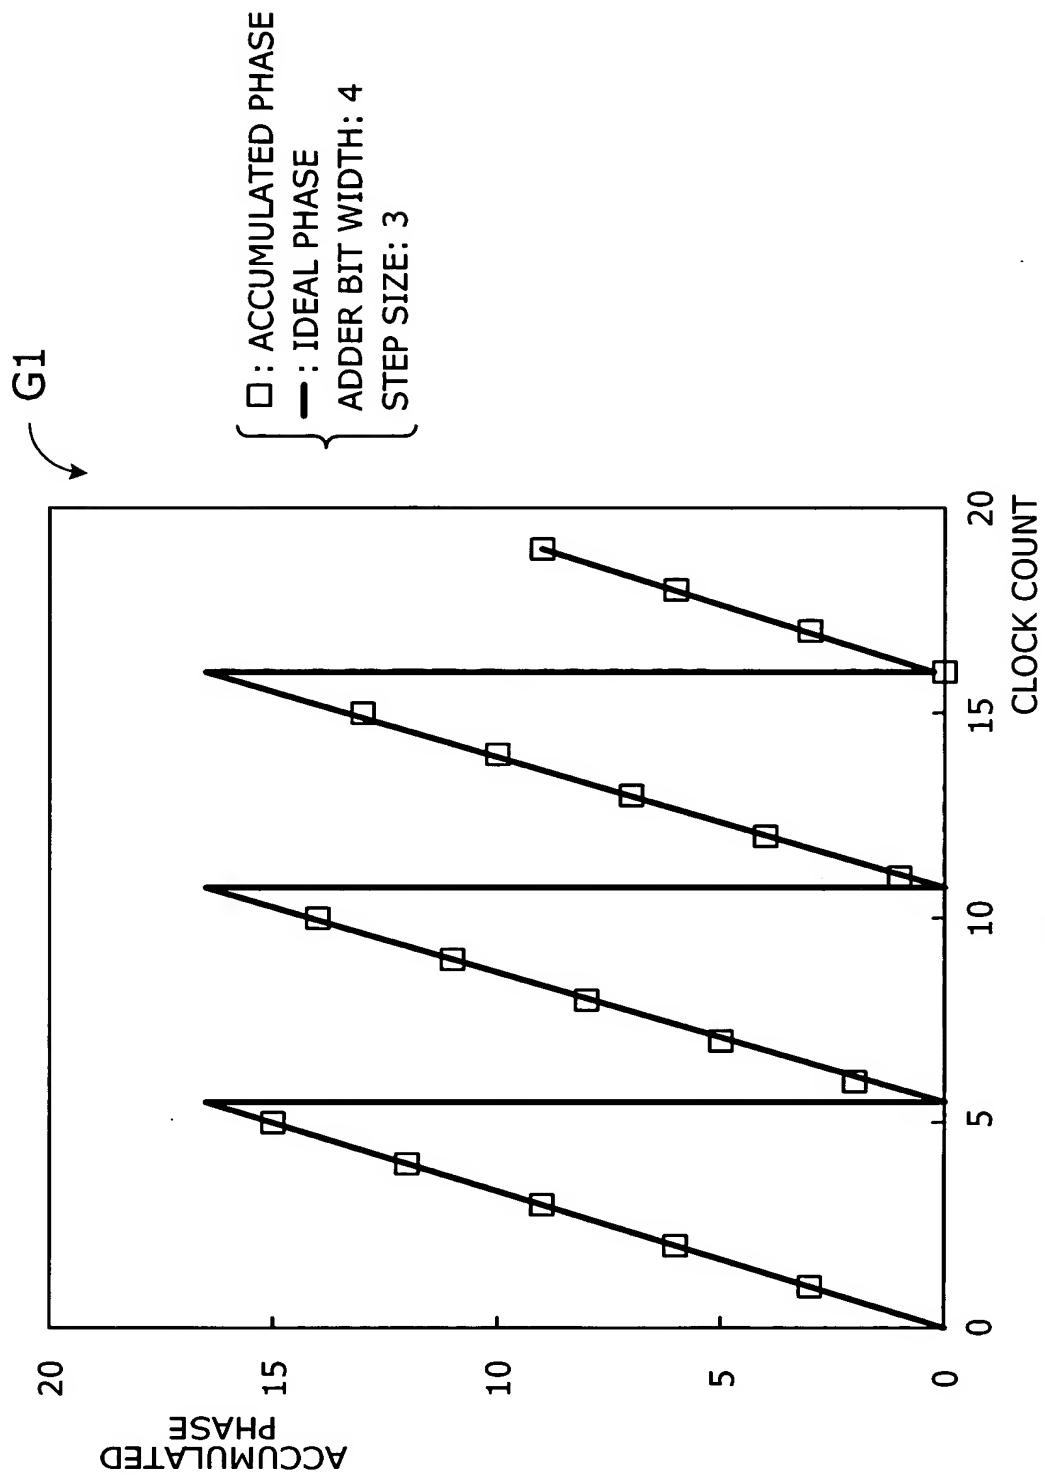 G1
□: ACCUMULATED PHASE
━: IDEAL PHASE
ADDER BIT WIDTH: 4
STEP SIZE: 3
ACCUMULATED
PHASE
20
15
10
5
0
0
5
10
15
20
CLOCK COUNT